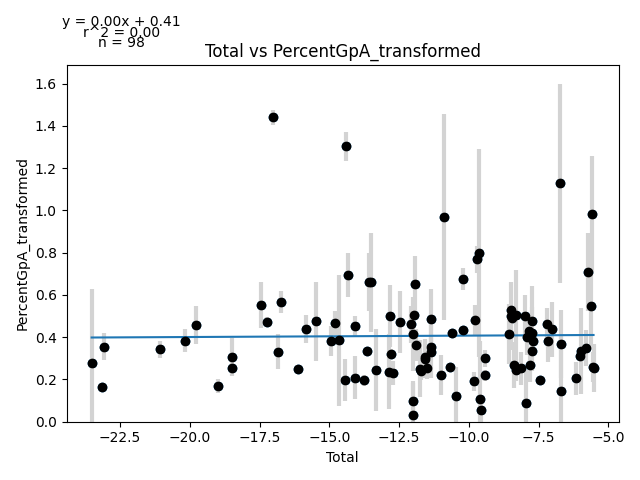 y = 0.00x + 0.41
r^2 = 0.00
n = 98
Total vs PercentGpA_transformed
PercentGpA_transformed
1.6
1.4
1.2
1.0
0.8
0.6
0.4
0.2
0.0
−22.5 −20.0 −17.5 −15.0 −12.5 −10.0 −7.5 −5.0
Total